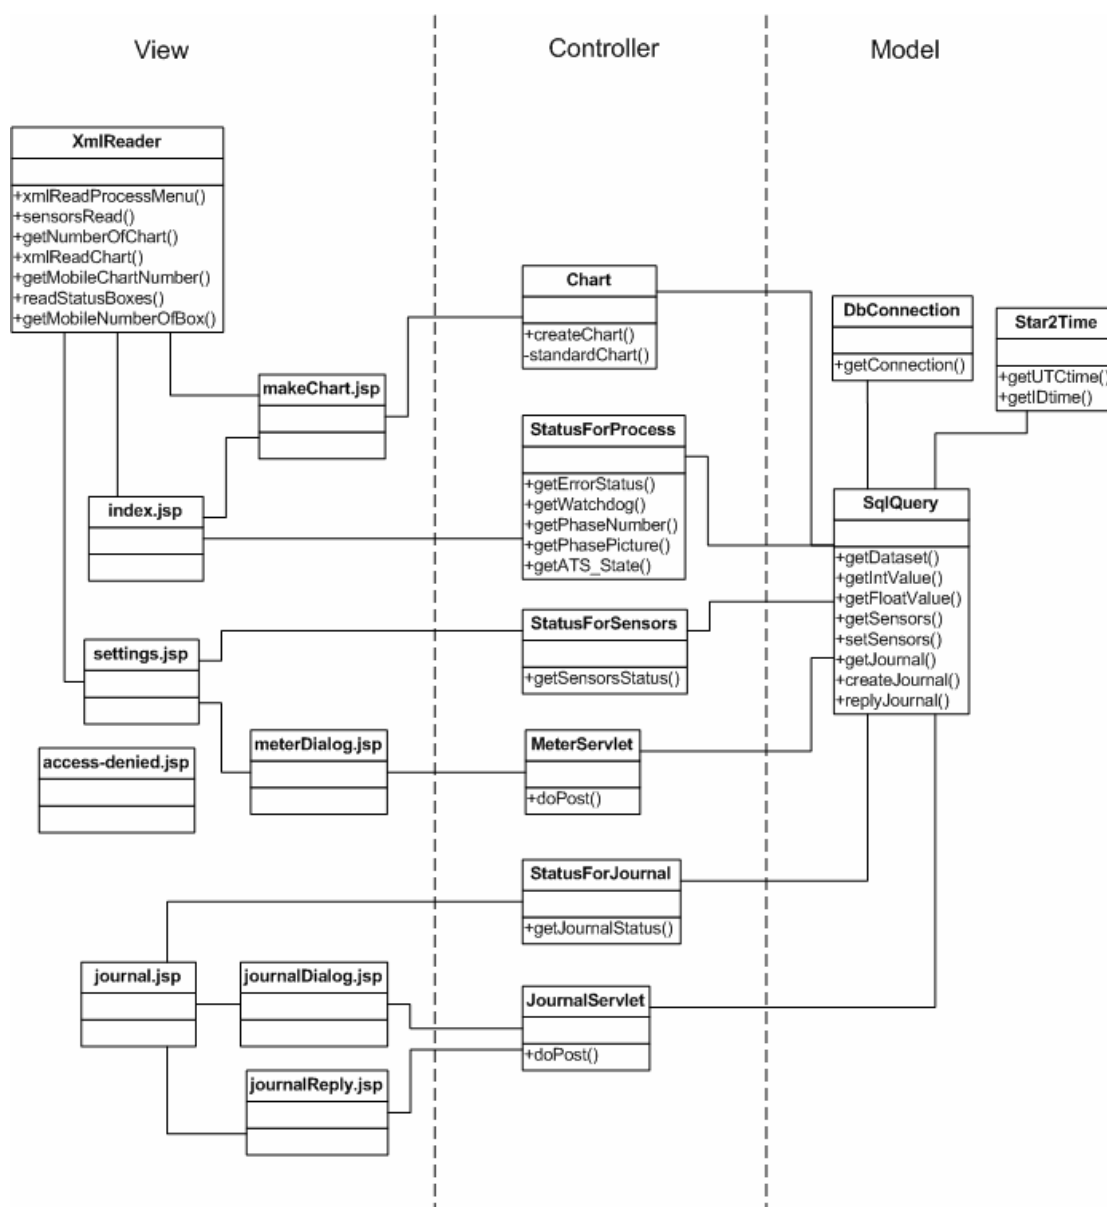 View
Controller
Model
XmlReader
+xmlReadProcessMenu()
+sensorsRead()
+getNumberOfChart()
+xmlReadChart()
+getMobileChartNumber()
+readStatusBoxes()
+getMobileNumberOfBox()
makeChart.jsp
index.jsp
settings.jsp
access-denied.jsp
meterDialog.jsp
journal.jsp
journalDialog.jsp
journalReply.jsp
Chart
+createChart()
-standardChart()
StatusForProcess
+getErrorStatus()
+getWatchdog()
+getPhaseNumber()
+getPhasePicture()
+getATS_State()
StatusForSensors
+getSensorsStatus()
MeterServlet
+doPost()
StatusForJournal
+getJournalStatus()
JournalServlet
+doPost()
DbConnection
+getConnection()
Star2Time
+getUTCtime()
+getIDtime()
SqlQuery
+getDataset()
+getIntValue()
+getFloatValue()
+getSensors()
+setSensors()
+getJournal()
+createJournal()
+replyJournal()